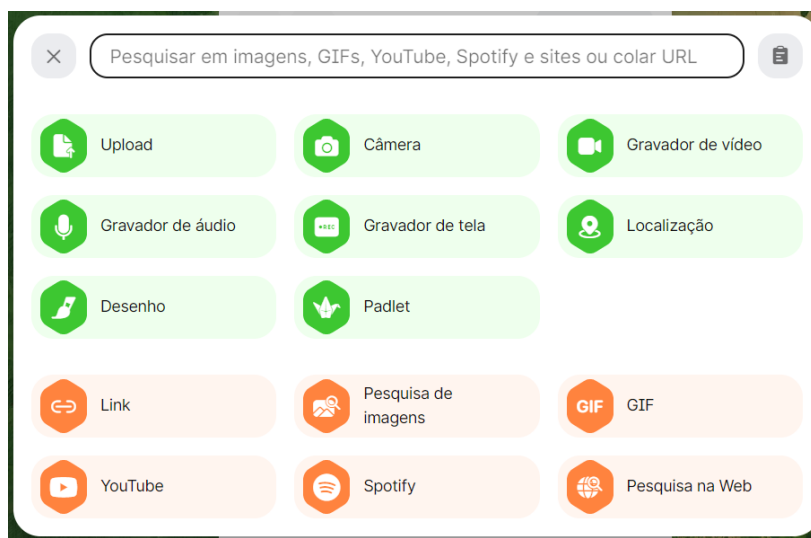 Pesquisar em imagens, GIFs, YouTube, Spotify e sites ou colar URL
Upload
Câmera
Gravador de vídeo
Gravador de áudio
REC
Gravador de tela
Localização
Desenho
Padlet
Link
Pesquisa de
imagens
GIF
GIF
YouTube
Spotify
Pesquisa na Web